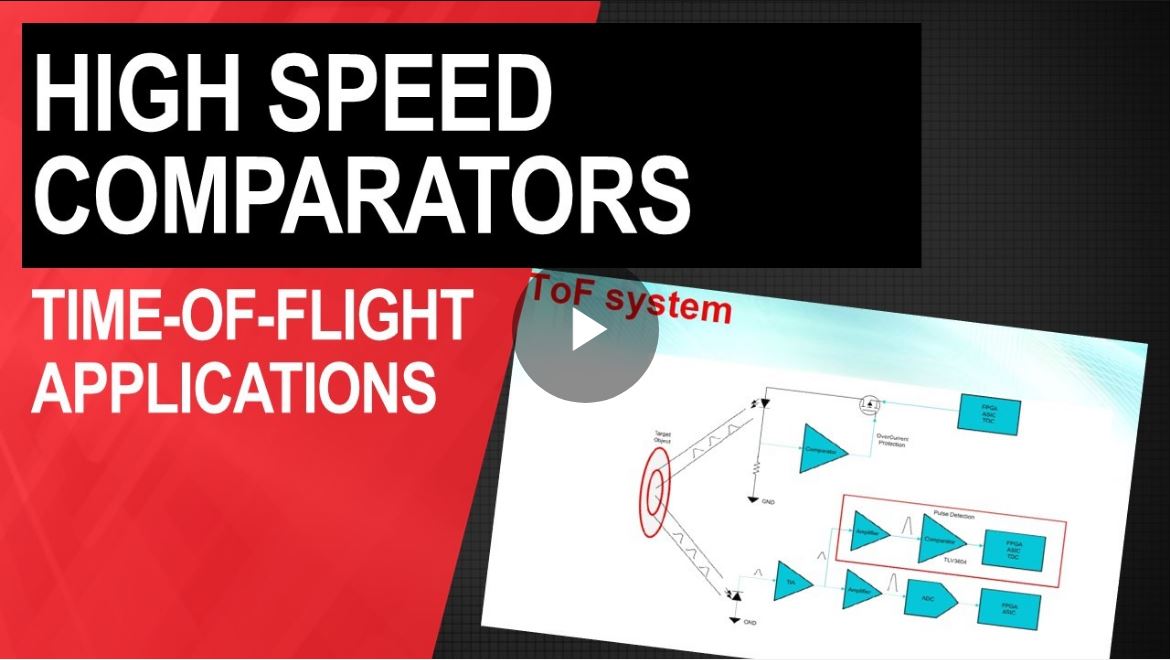 HIGH SPEED
COMPARATORS
TIME-OF-FLIGHT
APPLICATIONS
ToF system
Target
Object
Comparator
OverCurrent
Protection
FPGA
ASIC
TDC
GND
Pulse Detection
Amplifier
Comparator
TLV3604
FPGA
ASIC
TDC
TIA
Amplifier
ADC
FPGA
ASIC
GND